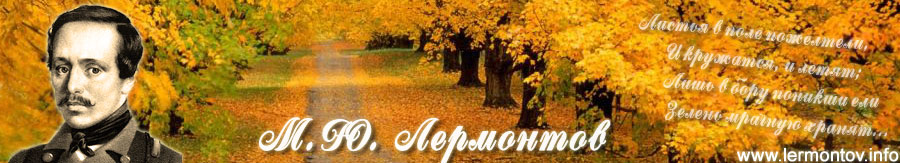 Листья в поле пожелтели,
И кружатся, и летят;
Лишь в бору поникши ели
Зелень мрачную хранят...
М.Ю. Лермонтов
www.lermontov.info